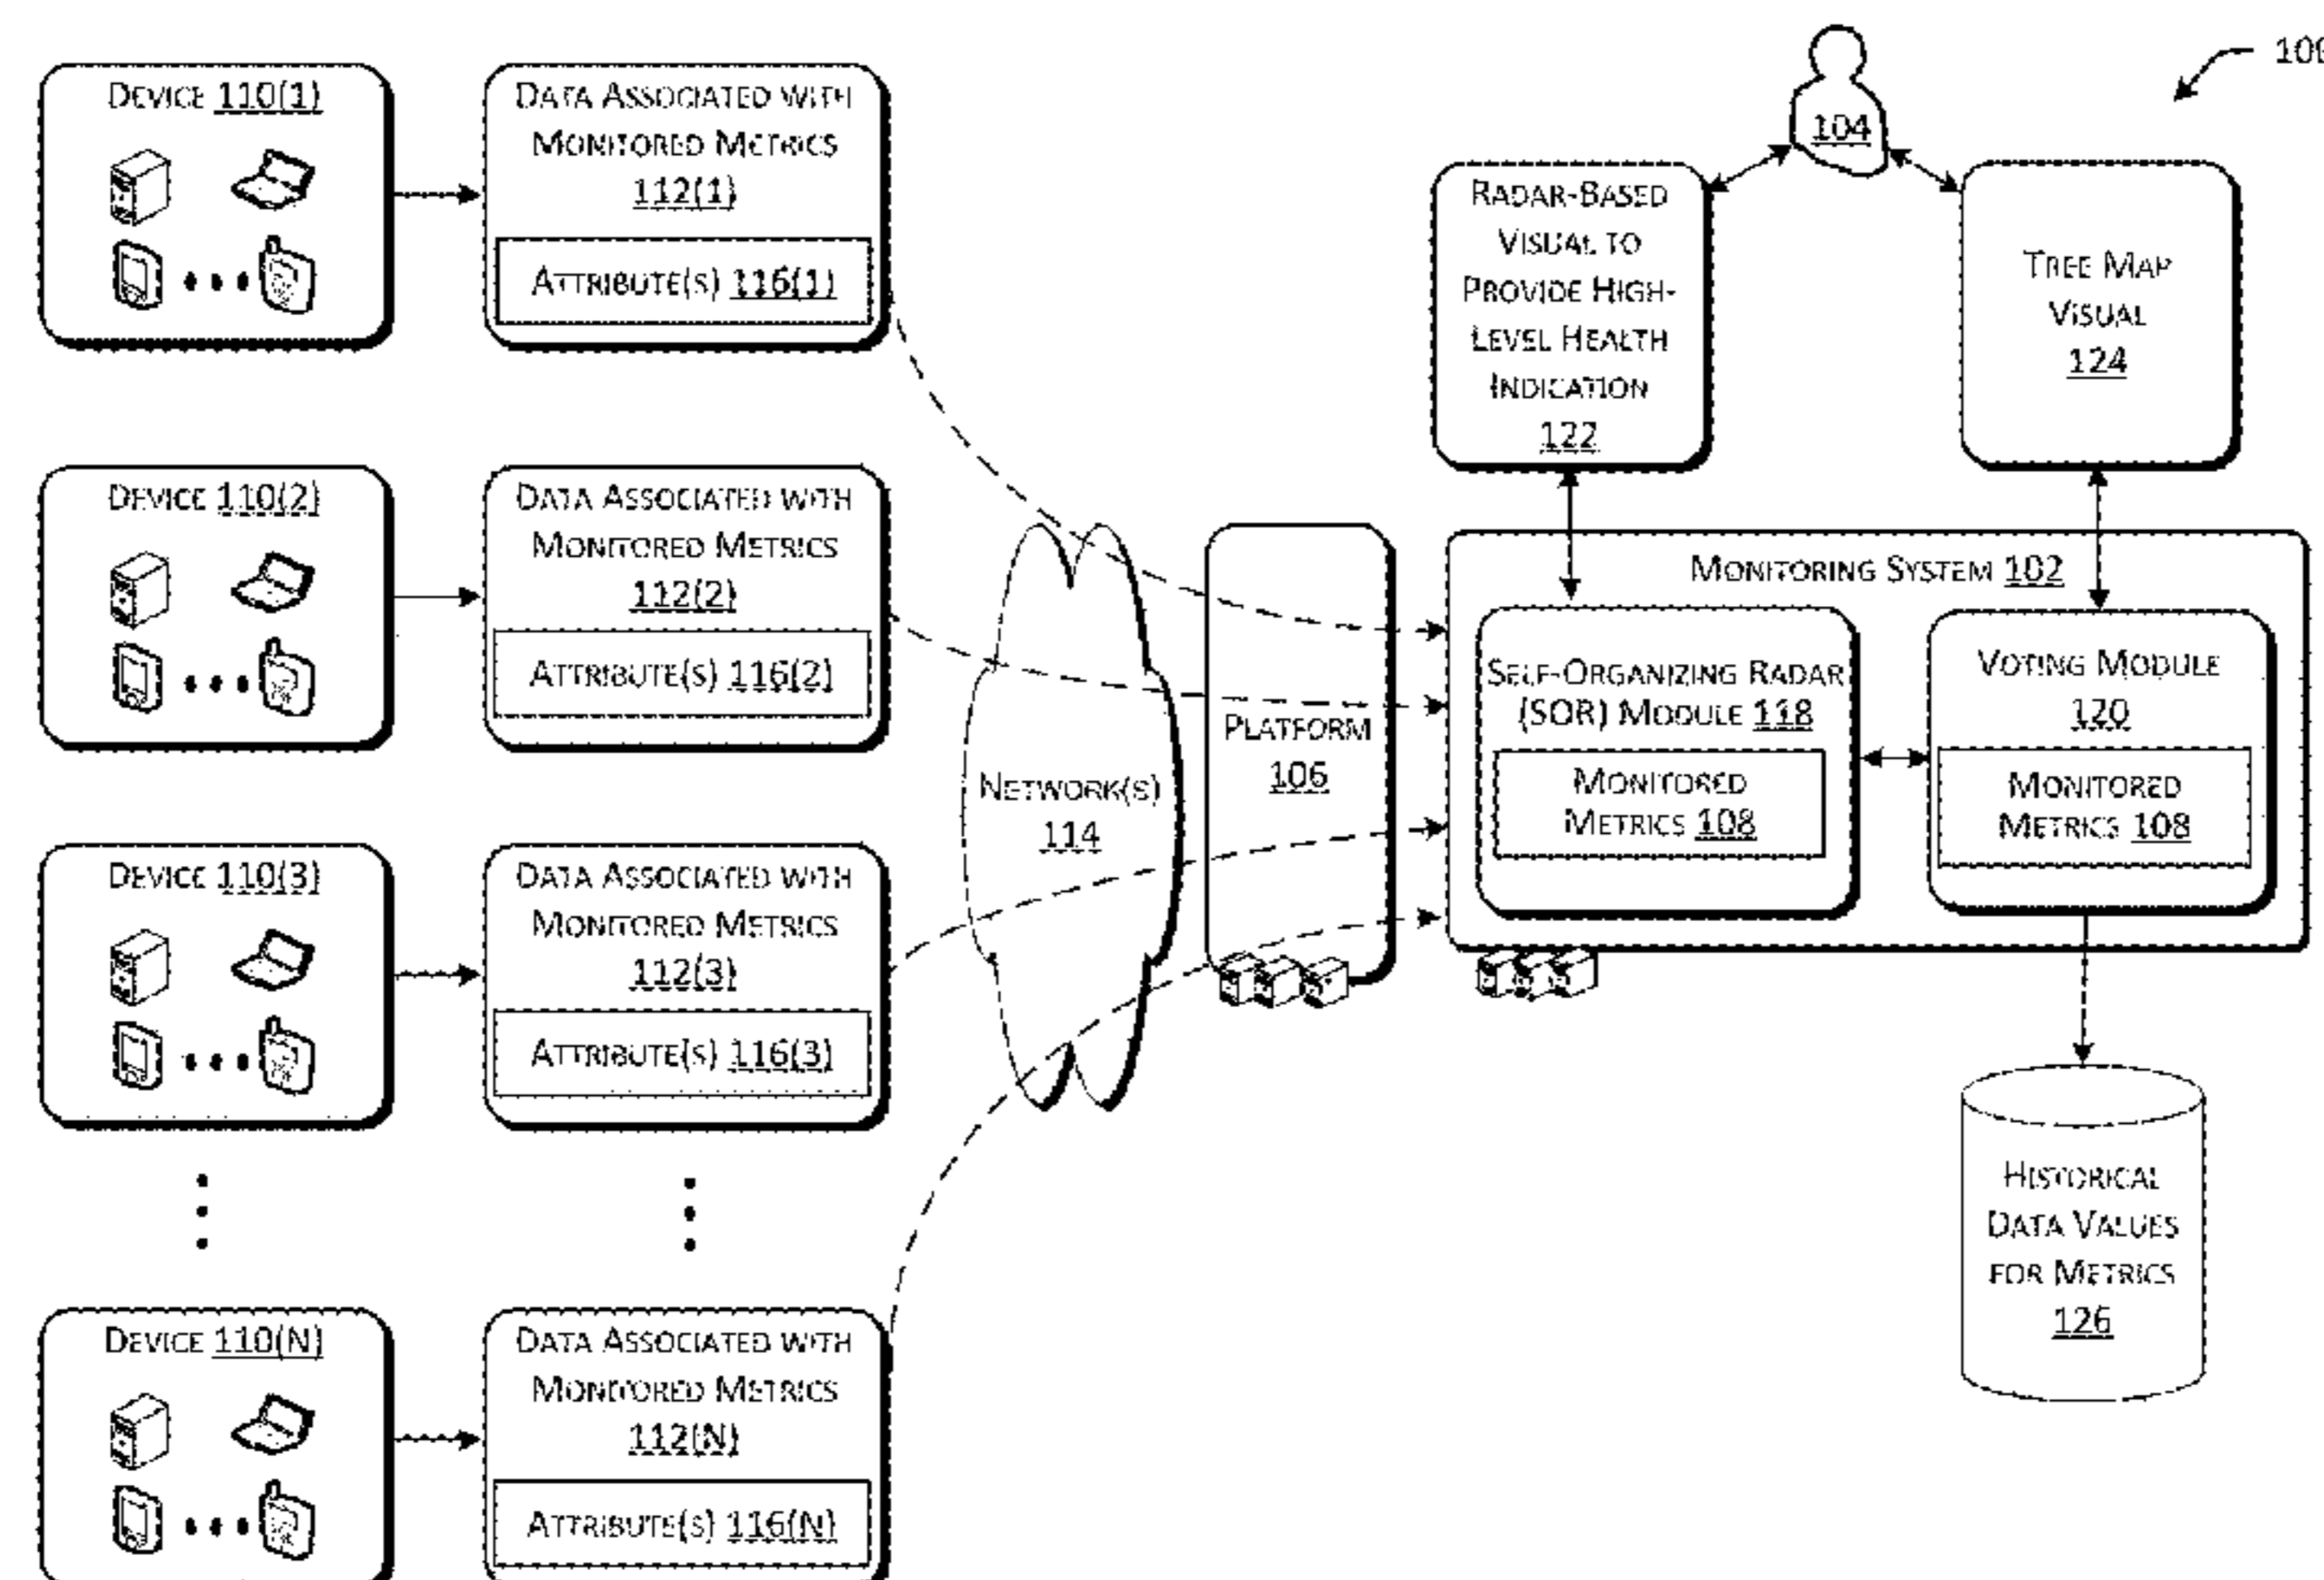 100
DEVICE 110(1)
DATA ASSOCIATED WITH
MONITORED METRICS
112(1)
ATTRIBUTE(S) 116(1)
DEVICE 110(2)
DATA ASSOCIATED WITH
MONITORED METRICS
112(2)
ATTRIBUTE(S) 116(2)
DEVICE 110(3)
DATA ASSOCIATED WITH
MONITORED METRICS
112(3)
ATTRIBUTE(S) 116(3)
DEVICE 110(N)
DATA ASSOCIATED WITH
MONITORED METRICS
112(N)
ATTRIBUTE(S) 116(N)
NETWORK(S)
114
PLATFORM
106
104
RADAR-BASED
VISUAL TO
PROVIDE HIGH-
LEVEL HEALTH
INDICATION
122
TREE MAP
VISUAL
124
MONITORING SYSTEM 102
SELF-ORGANIZING RADAR
(SOR) MODULE 118
MONITORED
METRICS 108
VOTING MODULE
120
MONITORED
METRICS 108
HISTORICAL
DATA VALUES
FOR METRICS
126